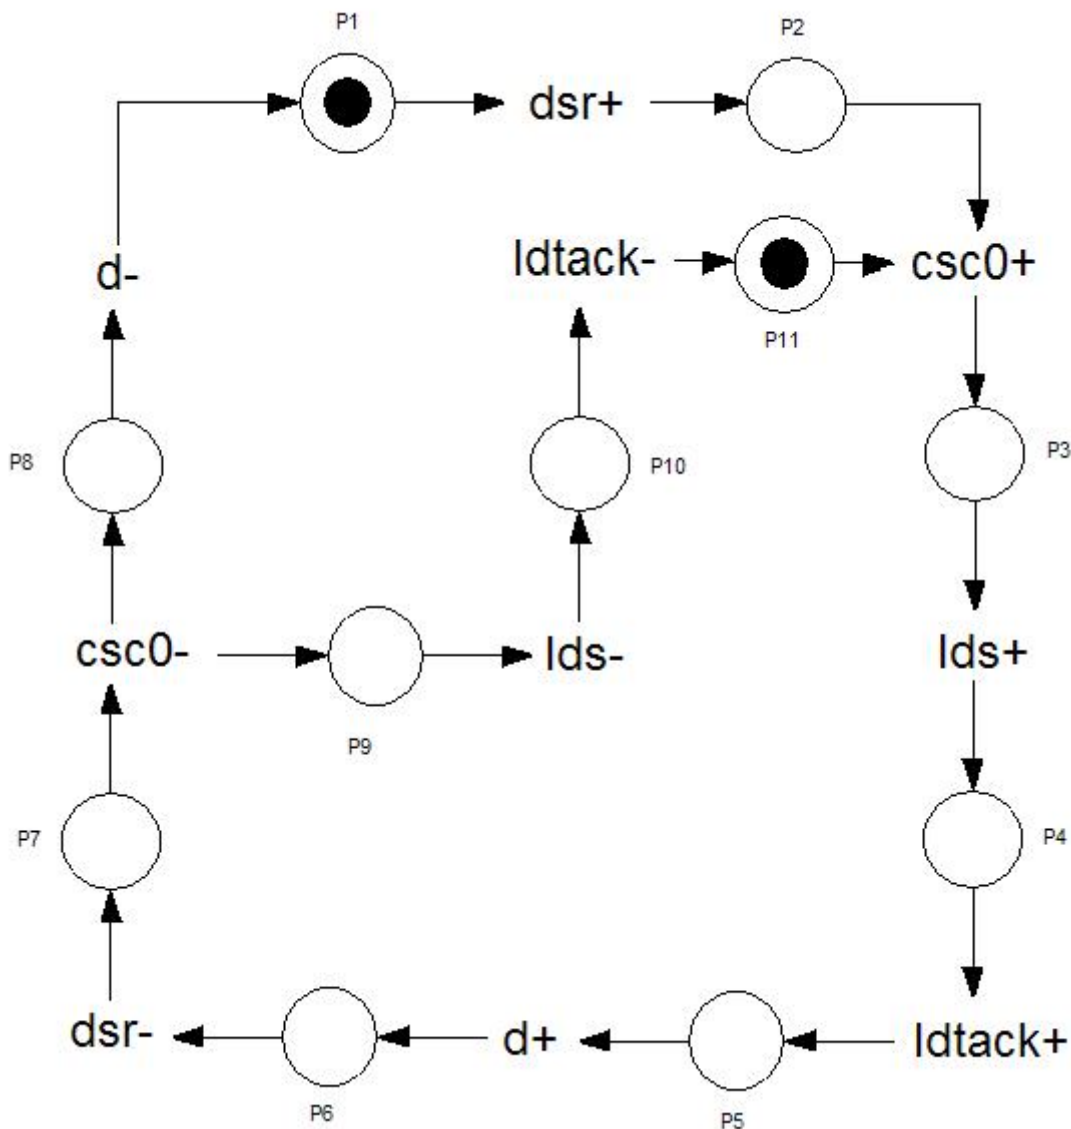 P1
P2
dsr+
ldtack-
csc0+
d-
P11
P8
P10
P3
csc0-
lds-
lds+
P9
P7
P4
dsr-
d+
ldtack+
P6
P5